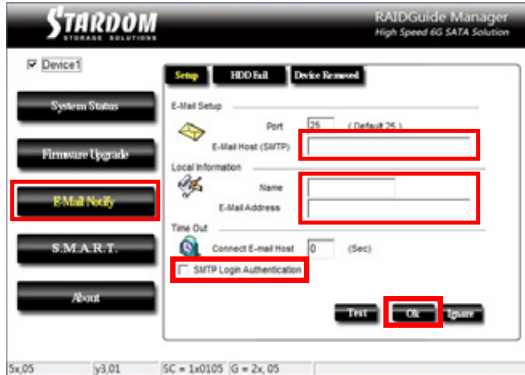 STARDOM
STORAGE SOLUTIONS
RAIDGuide Manager
High Speed 6G SATA Solution
Device1
System Status
Firmware Upgrade
E-Mail Notify
S.M.A.R.T.
About
Setup HDD Fail Device Removed
E-Mail Setup
Port 25 ( Default 25 )
E-Mail Host (SMTP)
Local Information
Name
E-Mail Address
Time Out
Connect E-mail Host 0 (Sec)
SMTP Login Authentication
Test Ok Ignore
5x,05 y3,01 SC = 1x0105 G = 2x, 05